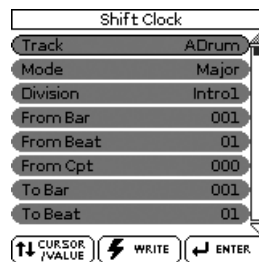 Shift Clock
Track ADrum
Mode Major
Division Intro1
From Bar 001
From Beat 01
From Cpt 000
To Bar 001
To Beat 01
CURSOR /VALUE WRITE ENTER